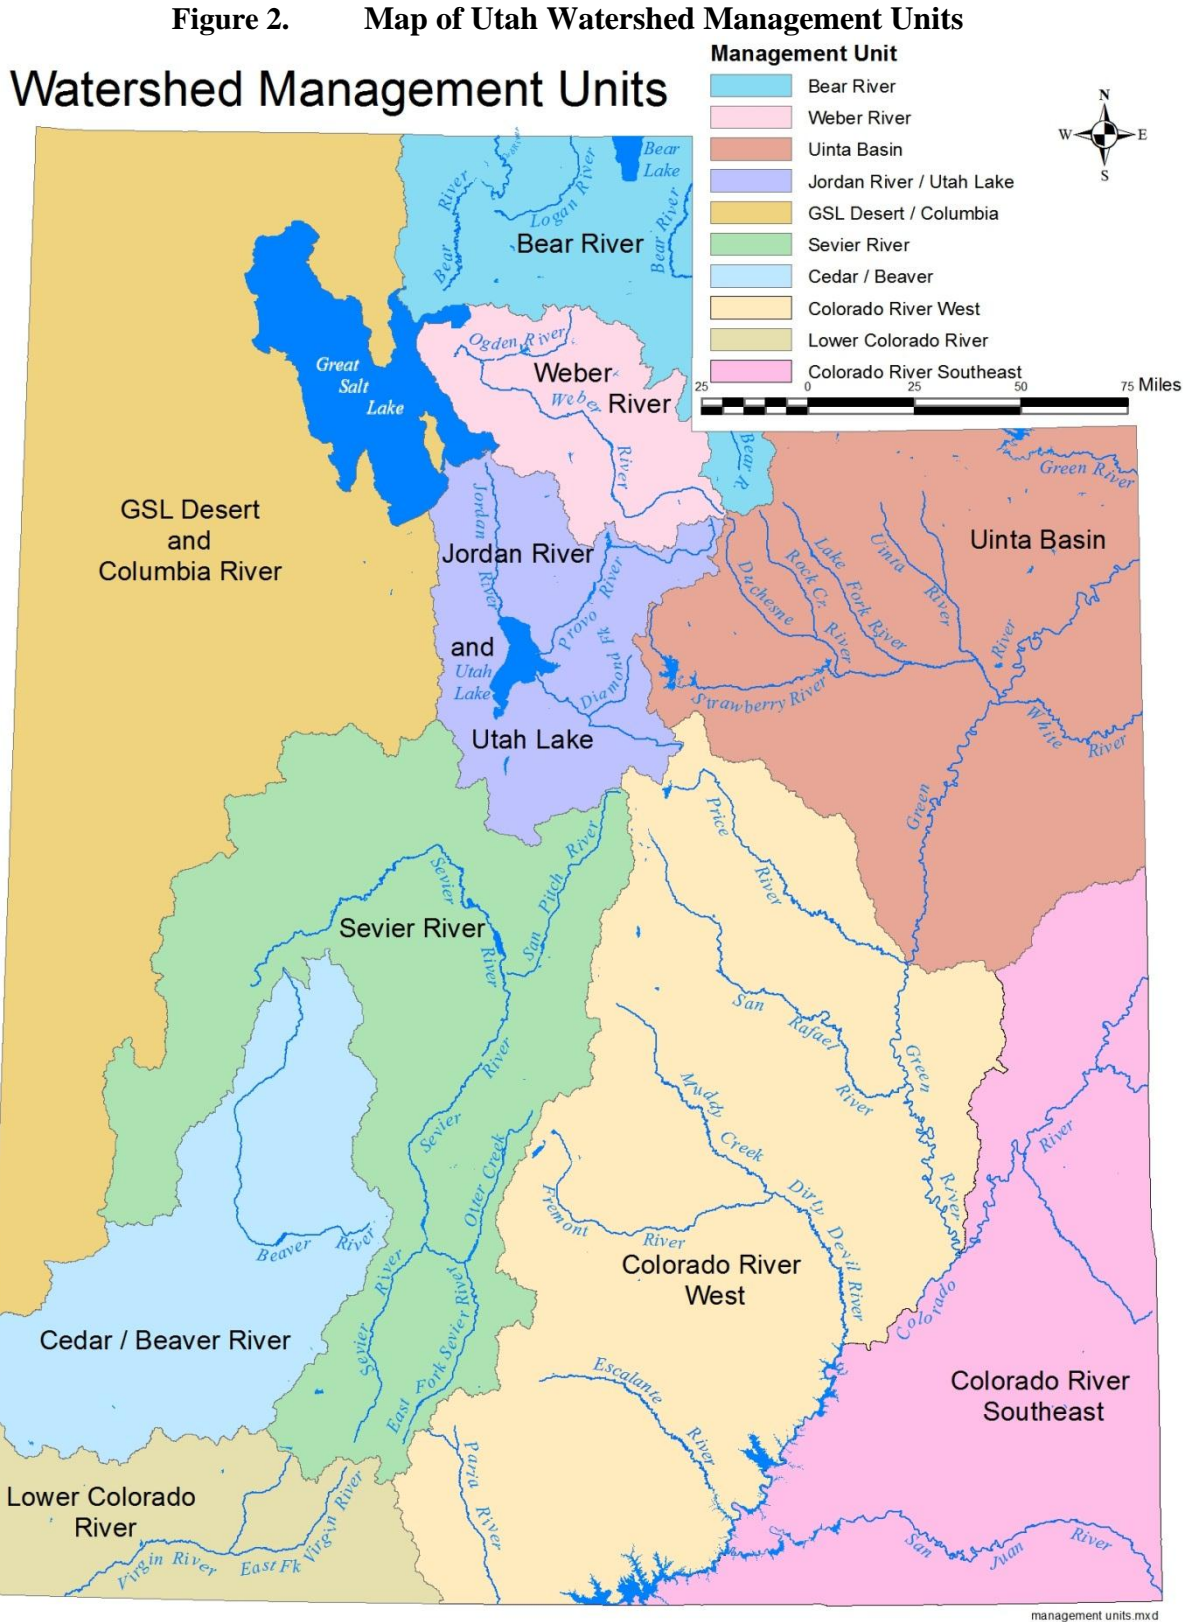 Figure 2. Map of Utah Watershed Management Units
Watershed Management Units
Management Unit
Bear River
Weber River
Uinta Basin
Jordan River / Utah Lake
GSL Desert / Columbia
Sevier River
Cedar / Beaver
Colorado River West
Lower Colorado River
Colorado River Southeast
N
W E
S
25 0 25 50 75 Miles
Bear
Lake
Bear River
Logan River
Bear River
Bear River
Great
Salt
Lake
Ogden River
Weber
River
Weber
River
Bear R.
Green River
GSL Desert
and
Columbia River
Jordan River
Jordan River
and
Utah
Lake
Utah Lake
Provo River
Diamond Fk
Uinta Basin
Duchesne
River
Rock Cr.
Lake Fork River
Uinta
River
Strawberry River
Green
River
White
River
Price
River
Sevier River
Sevier
River
San Pitch River
San
Rafael
River
Green
River
Muddy
Creek
Sevier
River
Otter Creek
Fremont
River
Dirty
Devil River
Beaver
River
Colorado River
West
Colorado
River
Cedar / Beaver River
Sevier
River
East Fork Sevier River
Colorado River
Southeast
Escalante
River
Paria
River
Lower Colorado
River
Virgin River
East Fk
Virgin River
San
Juan
River
management units.mxd